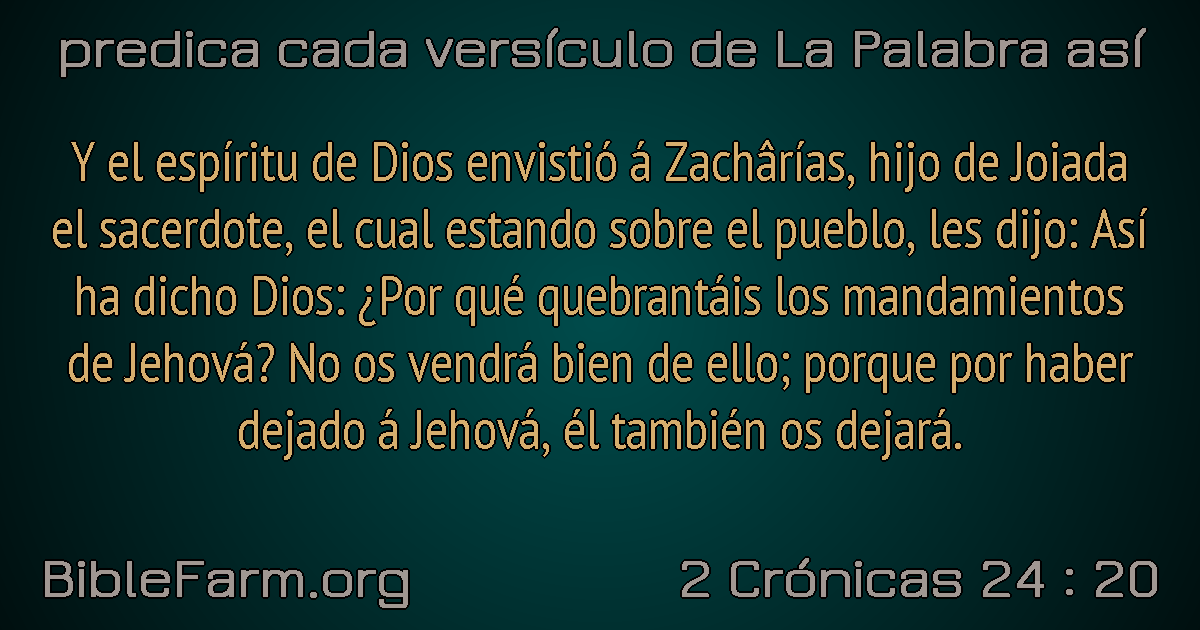 predica cada versículo de La Palabra así
Y el espíritu de Dios envistió á Zachârías, hijo de Joiada
el sacerdote, el cual estando sobre el pueblo, les dijo: Así
ha dicho Dios: ¿Por qué quebrantáis los mandamientos
de Jehová? No os vendrá bien de ello; porque por haber
dejado á Jehová, él también os dejará.
BibleFarm.org
2 Crónicas 24 : 20